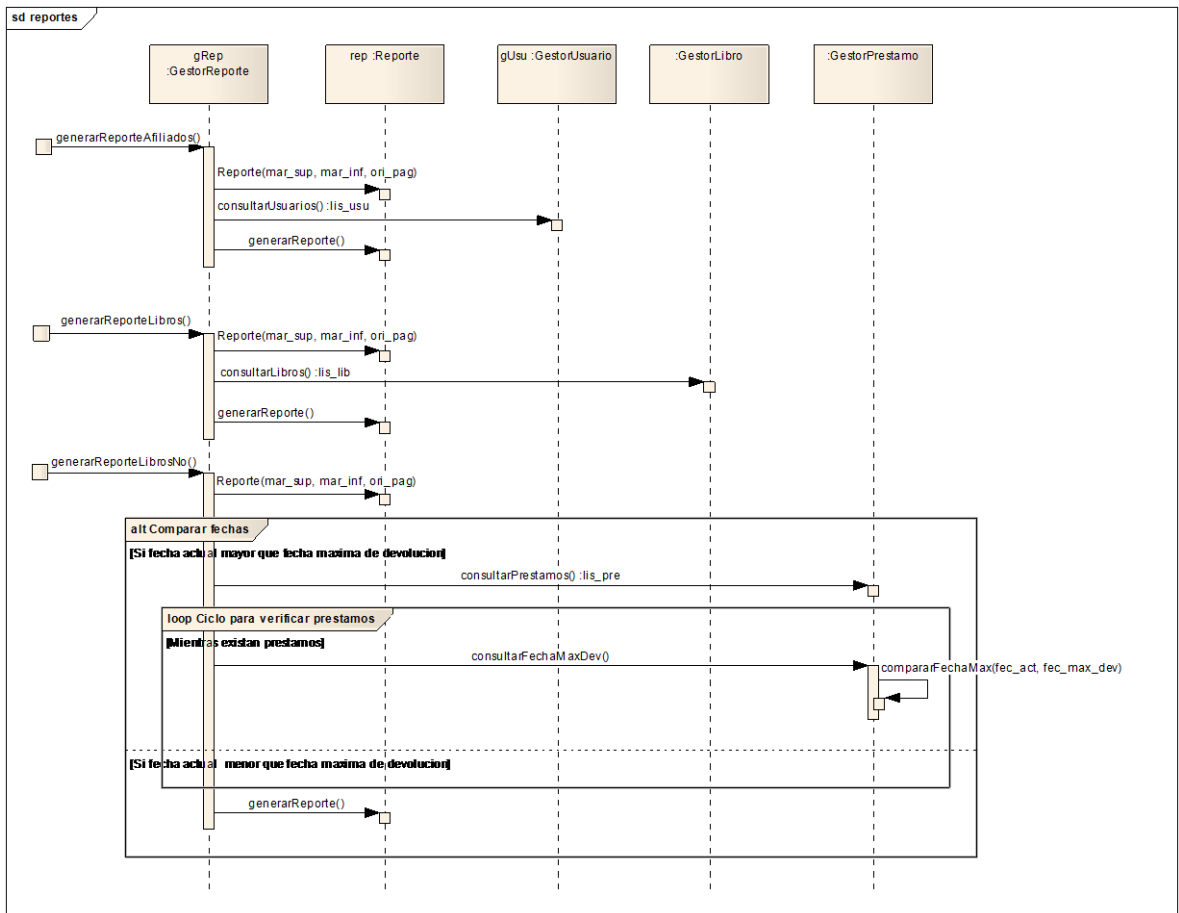 sd reportes
gRep
:GestorReporte
rep :Reporte
gUsu :GestorUsuario
:GestorLibro
:GestorPrestamo
generarReporteAfiliados()
Reporte(mar_sup, mar_inf, ori_pag)
consultarUsuarios() :lis_usu
generarReporte()
generarReporteLibros()
Reporte(mar_sup, mar_inf, ori_pag)
consultarLibros() :lis_lib
generarReporte()
generarReporteLibrosNo()
Reporte(mar_sup, mar_inf, ori_pag)
alt Comparar fechas
[Si fecha actual mayor que fecha maxima de devolucion]
consultarPrestamos() :lis_pre
loop Ciclo para verificar prestamos
[Mientras existan prestamos]
consultarFechaMaxDev()
compararFechaMax(fec_act, fec_max_dev)
[Si fecha actual menor que fecha maxima de devolucion]
generarReporte()